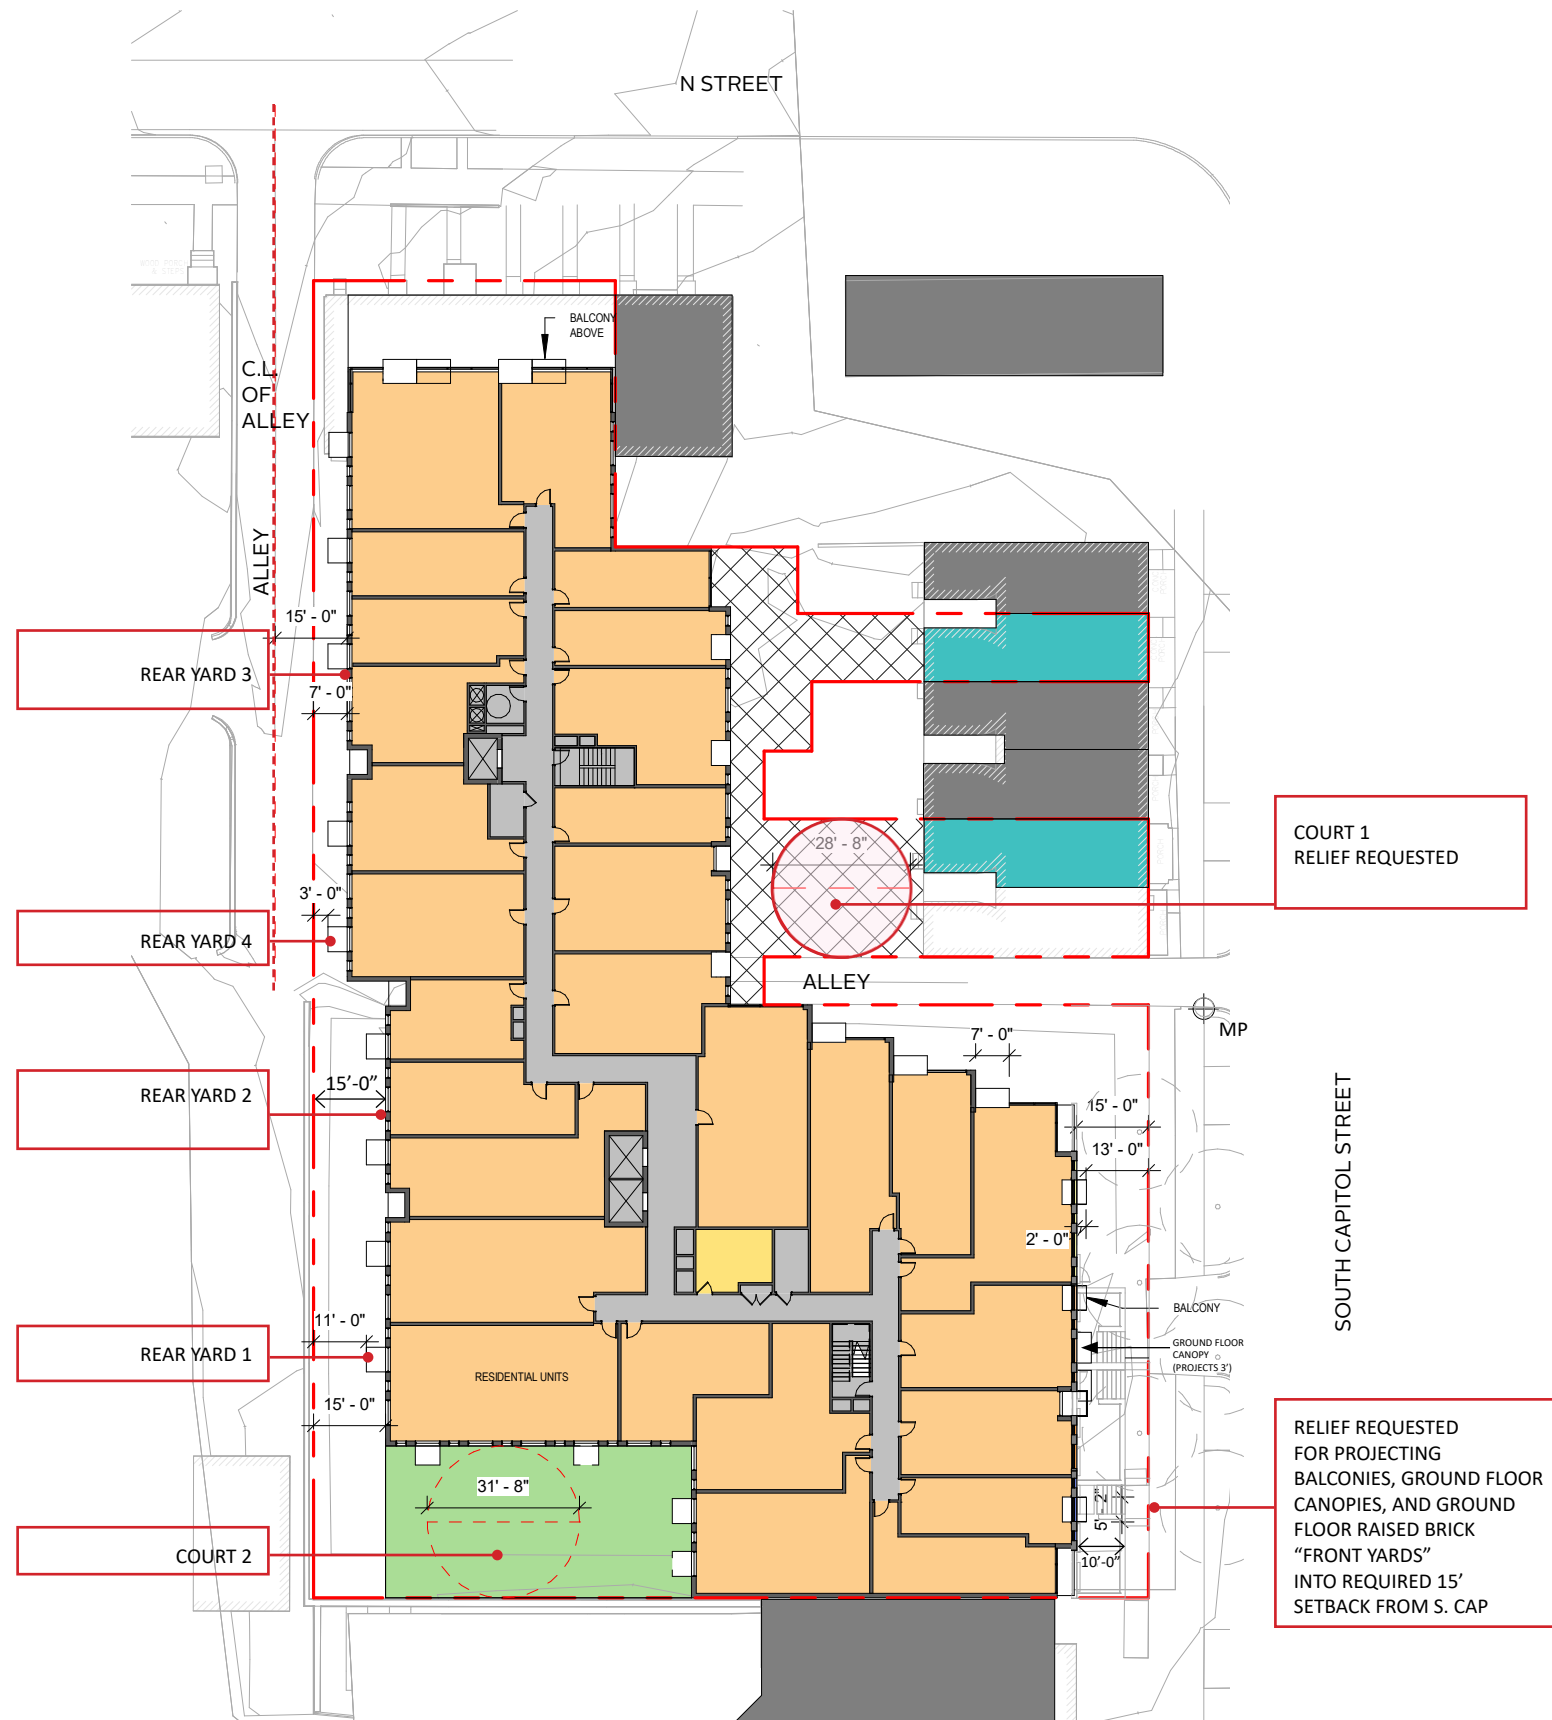 N STREET
BALCONY
ABOVE
C.L.
OF
ALLEY
ALLEY
15' - 0"
REAR YARD 3
7' - 0"
28' - 8"
COURT 1
RELIEF REQUESTED
3' - 0"
REAR YARD 4
ALLEY
MP
7' - 0"
15'-0"
REAR YARD 2
15' - 0"
13' - 0"
SOUTH CAPITOL STREET
2' - 0"
BALCONY
11' - 0"
GROUND FLOOR
CANOPY
(PROJECTS 3')
REAR YARD 1
RESIDENTIAL UNITS
15' - 0"
31' - 8"
5' - 2"
10'-0"
COURT 2
RELIEF REQUESTED
FOR PROJECTING
BALCONIES, GROUND FLOOR
CANOPIES, AND GROUND
FLOOR RAISED BRICK
“FRONT YARDS”
INTO REQUIRED 15’
SETBACK FROM S. CAP